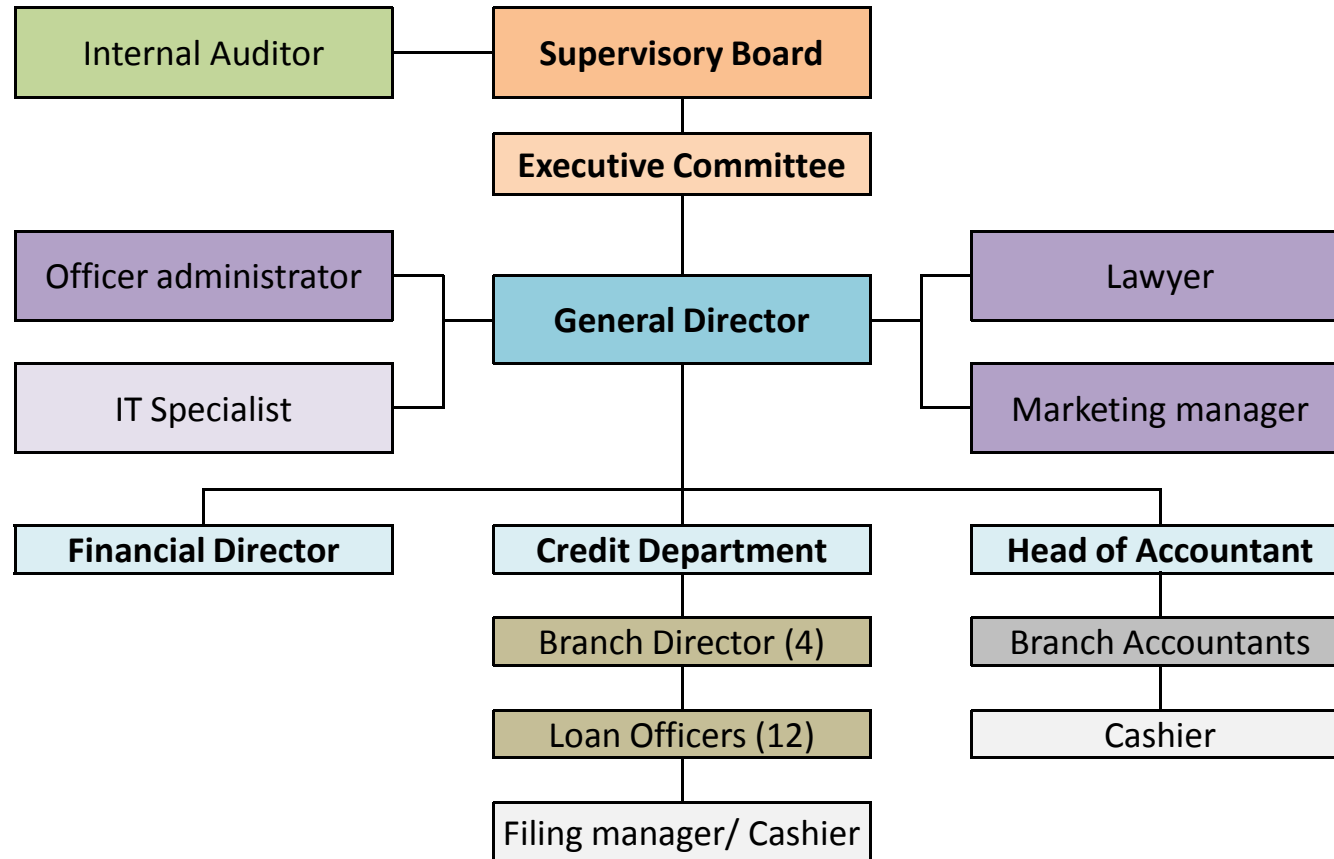 Internal Auditor
Supervisory Board
Executive Committee
Officer administrator
Lawyer
General Director
IT Specialist
Marketing manager
Financial Director
Credit Department
Head of Accountant
Branch Director (4)
Branch Accountants
Loan Officers (12)
Cashier
Filing manager/ Cashier